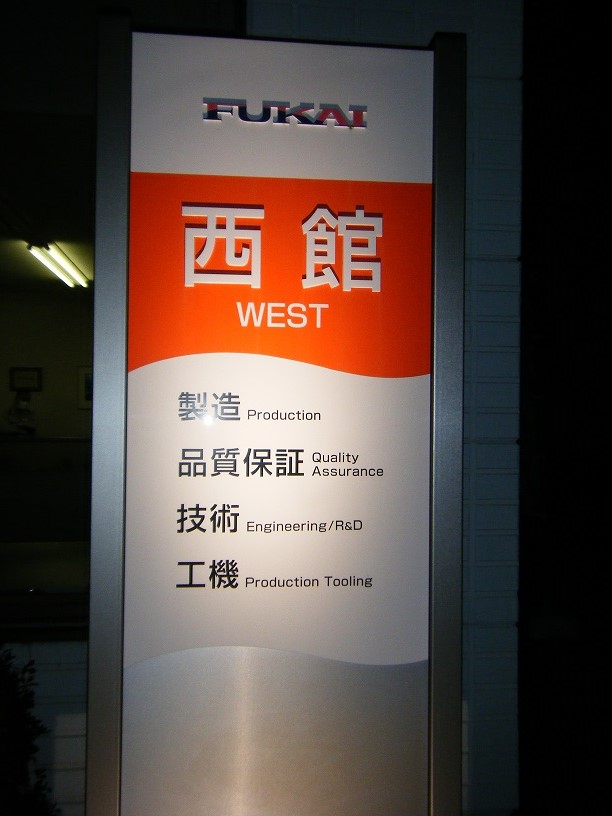 FUKAI
西館
WEST
製造 Production
品質保証 Quality Assurance
技術 Engineering/R&D
工機 Production Tooling